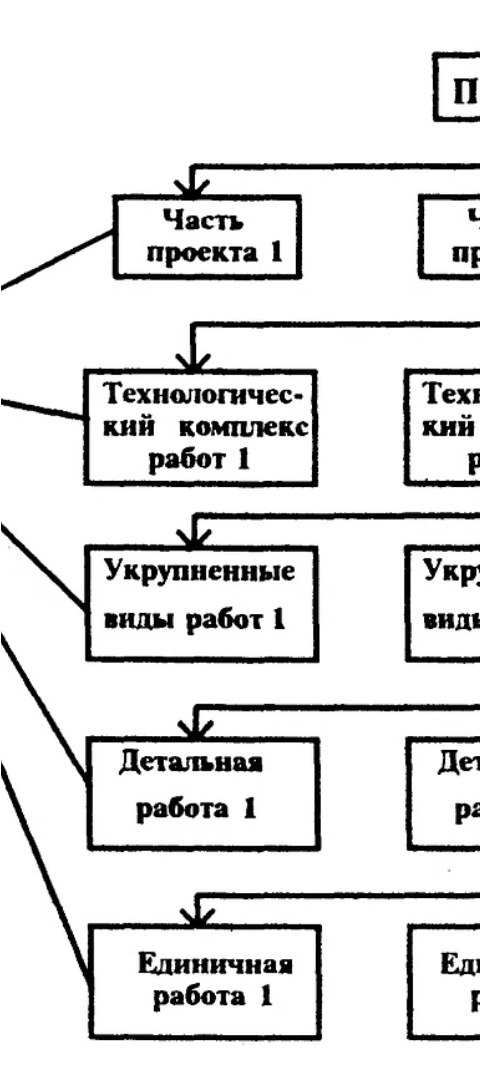 П
Часть
проекта 1
Технологичес-
кий комплекс
работ 1
Укрупненные
виды работ 1
Детальная
работа 1
Единичная
работа 1